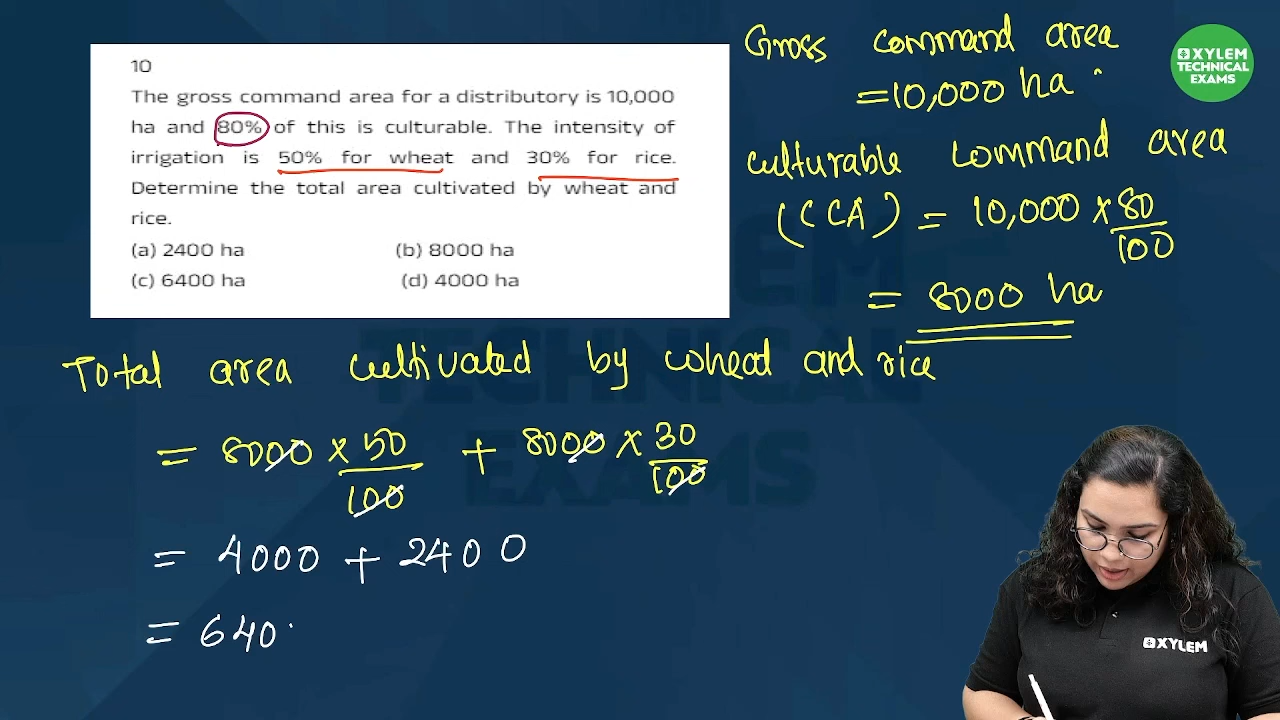 10
The gross command area for a distributory is 10,000
ha and 80% of this is culturable. The intensity of
irrigation is 50% for wheat and 30% for rice.
Determine the total area cultivated by wheat and
rice.
(a) 2400 ha (b) 8000 ha
(c) 6400 ha (d) 4000 ha
Gross command area
=10,000 ha
culturable command area
(CCA) = 10,000 × 80/100
= 8000 ha
XYLEM
TECHNICAL
EXAMS
Total area cultivated by wheat and rice
= 8000 × 50/100 + 8000 × 30/100
= 4000 + 2400
= 640
XYLEM
TECHNICAL
EXAMS
XYLEM